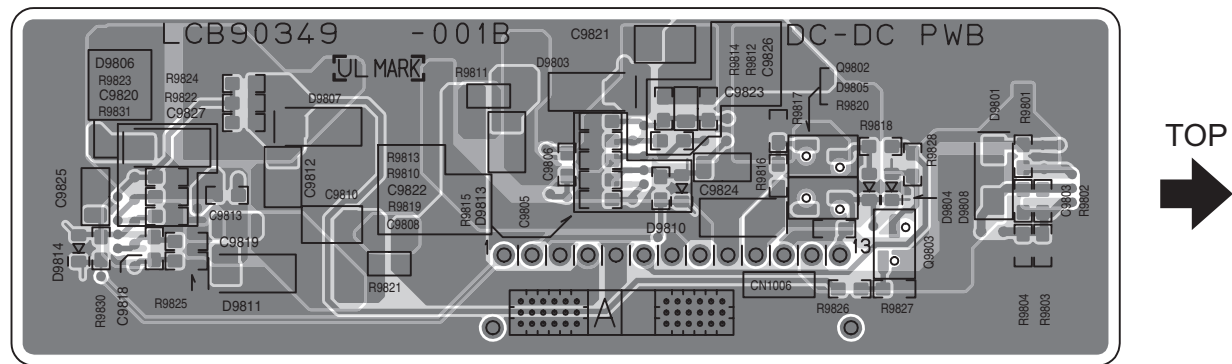 LCB90349 -001B
DC-DC PWB
UL MARK
TOP
D9806
R9823
C9820
R9831
R9824
R9822
C9827
D9807
R9811
D9803
C9821
R9814
R9812
C9826
C9823
Q9802
D9805
R9820
R9817
R9818
R9828
D9801
R9801
C9825
C9812
C9810
R9813
R9810
C9822
R9819
C9808
R9815
D9813
C9805
C9806
C9824
R9816
C9813
C9819
D9810
D9804
D9808
C9803
R9802
D9814
R9830
C9818
R9825
D9811
R9821
1
13
Q9803
CN1006
A
R9826
R9827
R9804
R9803